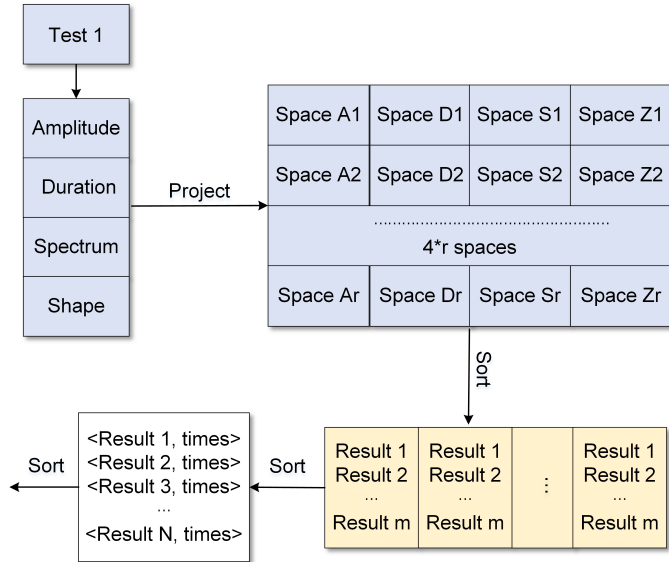 Test 1
Amplitude
Duration
Spectrum
Shape
Project
Space A1 Space D1 Space S1 Space Z1
Space A2 Space D2 Space S2 Space Z2
........................................................
4*r spaces
Space Ar Space Dr Space Sr Space Zr
Sort
Result 1 Result 1 Result 1
Result 2 Result 2 ⋮ Result 2
... ... ...
Result m Result m Result m
Sort
<Result 1, times>
<Result 2, times>
<Result 3, times>
...
<Result N, times>
Sort